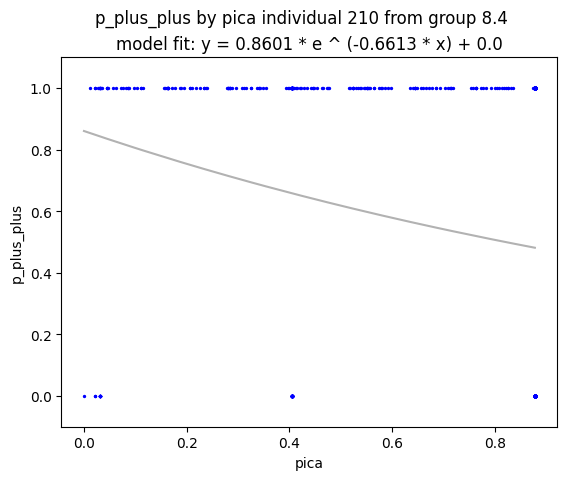 p_plus_plus by pica individual 210 from group 8.4
model fit: y = 0.8601 * e ^ (-0.6613 * x) + 0.0
1.0
0.8
0.6
0.4
0.2
0.0
p_plus_plus
0.0 0.2 0.4 0.6 0.8
pica